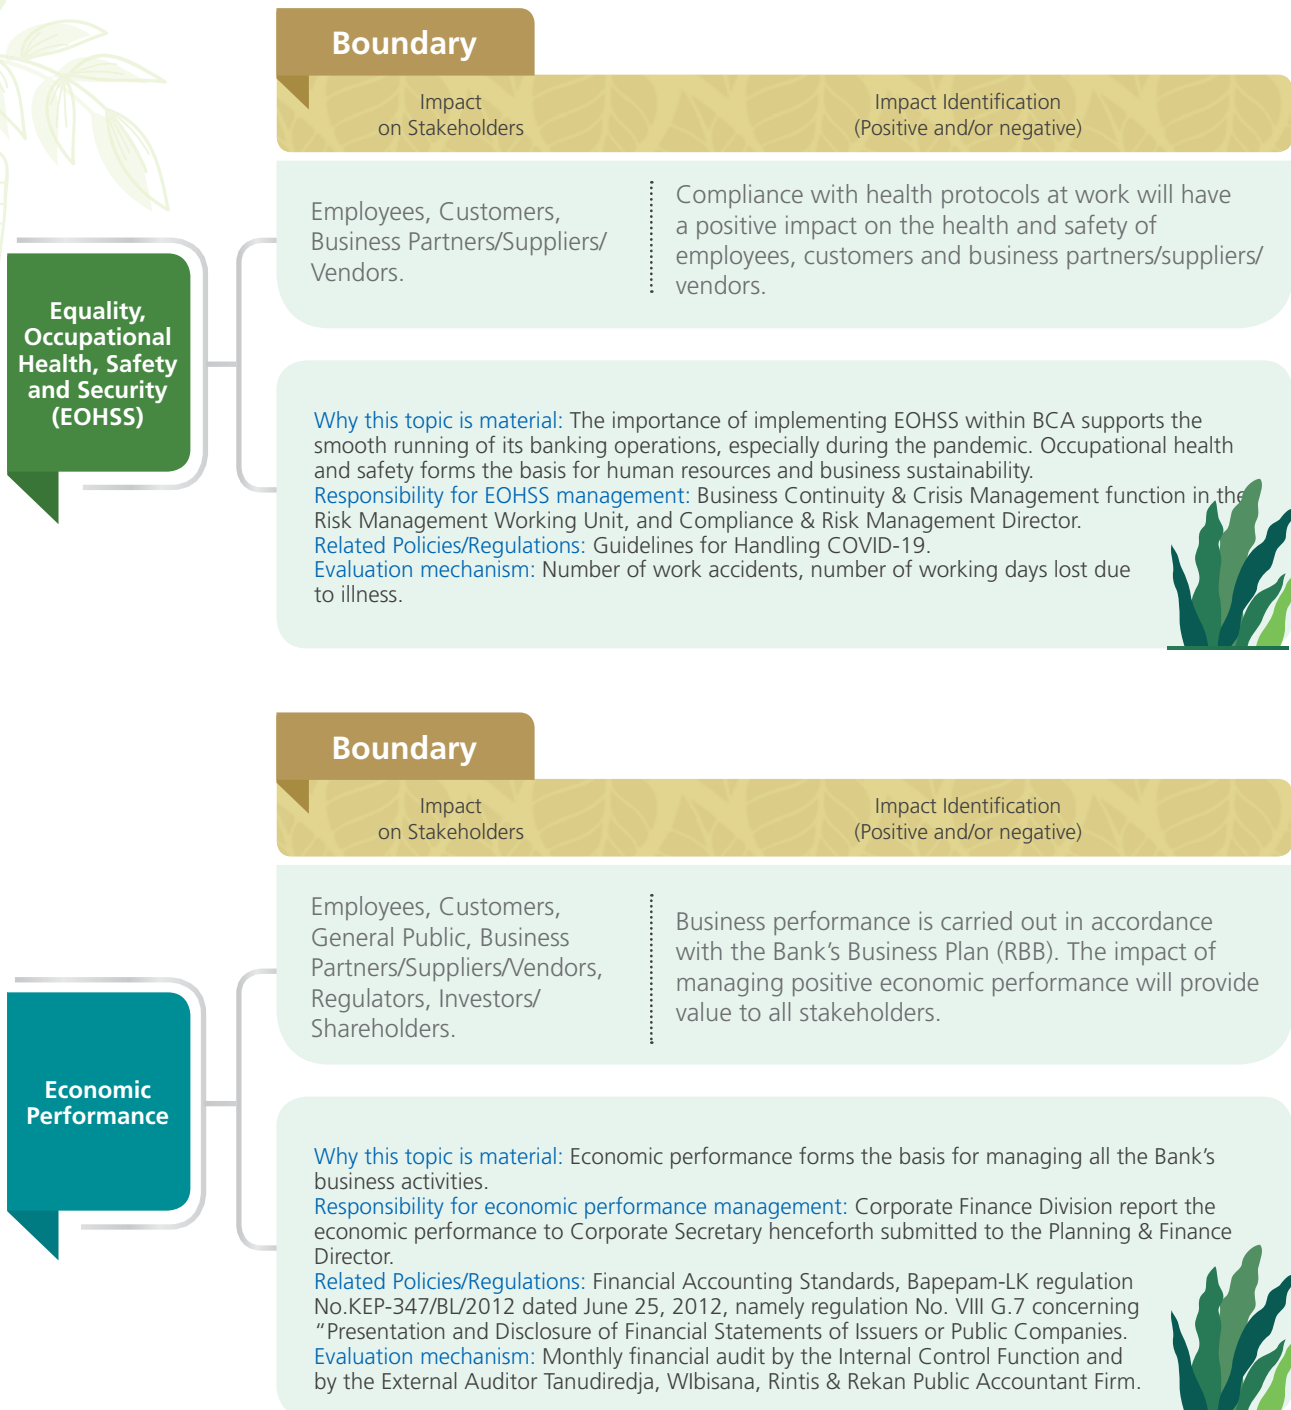 Boundary
Impact
on Stakeholders
Impact Identification
(Positive and/or negative)
Employees, Customers,
Business Partners/Suppliers/
Vendors.
Compliance with health protocols at work will have
a positive impact on the health and safety of
employees, customers and business partners/suppliers/
vendors.
Equality,
Occupational
Health, Safety
and Security
(EOHSS)
Why this topic is material: The importance of implementing EOHSS within BCA supports the
smooth running of its banking operations, especially during the pandemic. Occupational health
and safety forms the basis for human resources and business sustainability.
Responsibility for EOHSS management: Business Continuity & Crisis Management function in the
Risk Management Working Unit, and Compliance & Risk Management Director.
Related Policies/Regulations: Guidelines for Handling COVID-19.
Evaluation mechanism: Number of work accidents, number of working days lost due
to illness.
Boundary
Impact
on Stakeholders
Impact Identification
(Positive and/or negative)
Employees, Customers,
General Public, Business
Partners/Suppliers/Vendors,
Regulators, Investors/
Shareholders.
Business performance is carried out in accordance
with the Bank’s Business Plan (RBB). The impact of
managing positive economic performance will provide
value to all stakeholders.
Economic
Performance
Why this topic is material: Economic performance forms the basis for managing all the Bank’s
business activities.
Responsibility for economic performance management: Corporate Finance Division report the
economic performance to Corporate Secretary henceforth submitted to the Planning & Finance
Director.
Related Policies/Regulations: Financial Accounting Standards, Bapepam-LK regulation
No.KEP-347/BL/2012 dated June 25, 2012, namely regulation No. VIII G.7 concerning
“Presentation and Disclosure of Financial Statements of Issuers or Public Companies.
Evaluation mechanism: Monthly financial audit by the Internal Control Function and
by the External Auditor Tanudiredja, WIbisana, Rintis & Rekan Public Accountant Firm.